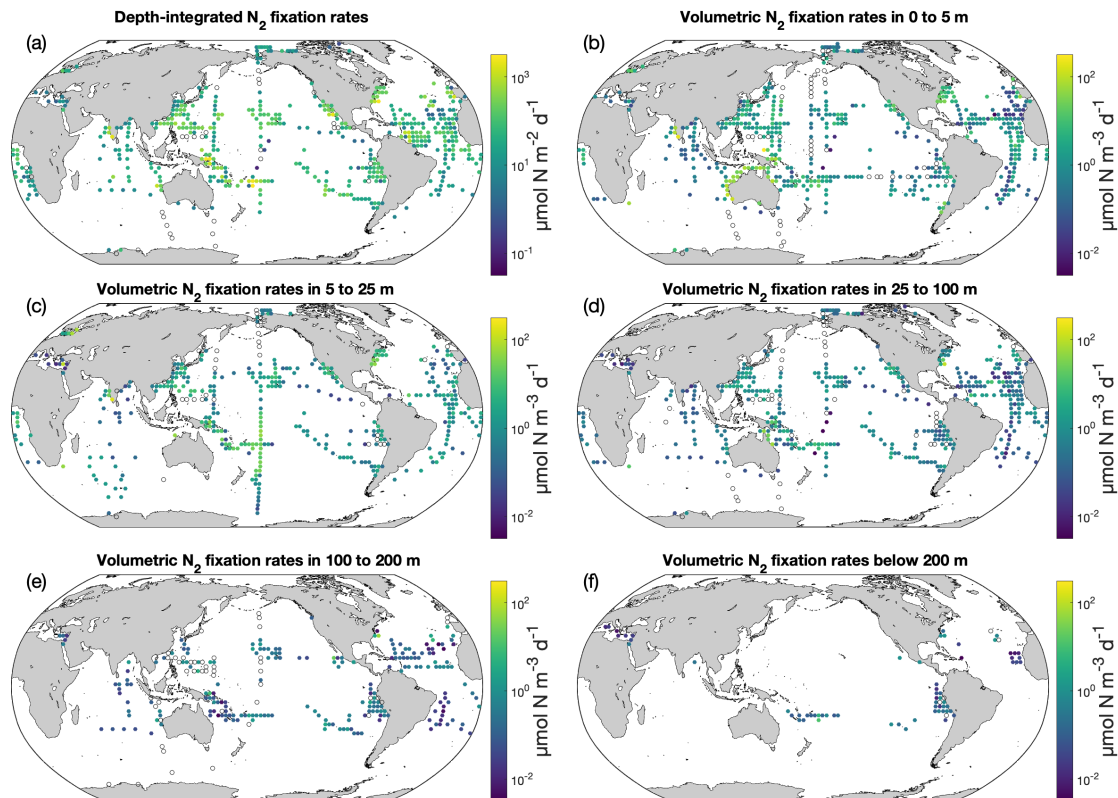 Depth-integrated N2 fixation rates
(a)
10^3
10^1
10^-1
μmol N m^-2 d^-1
Volumetric N2 fixation rates in 0 to 5 m
(b)
10^2
10^0
10^-2
μmol N m^-3 d^-1
Volumetric N2 fixation rates in 5 to 25 m
(c)
10^2
10^0
10^-2
μmol N m^-3 d^-1
Volumetric N2 fixation rates in 25 to 100 m
(d)
10^2
10^0
10^-2
μmol N m^-3 d^-1
Volumetric N2 fixation rates in 100 to 200 m
(e)
10^2
10^0
10^-2
μmol N m^-3 d^-1
Volumetric N2 fixation rates below 200 m
(f)
10^2
10^0
10^-2
μmol N m^-3 d^-1